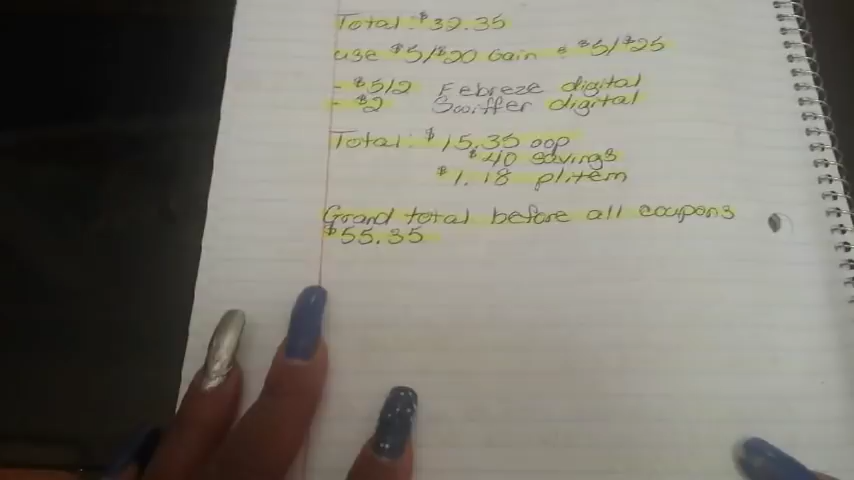 Total: $32.35
use $5/$20 Gain & $5/$25
- $5/2 Febreze digital
- $2 Swiffer digital
Total: $15.35 oop
$40 savings
$1.18 p/item
Grand total before all coupons
$55.35